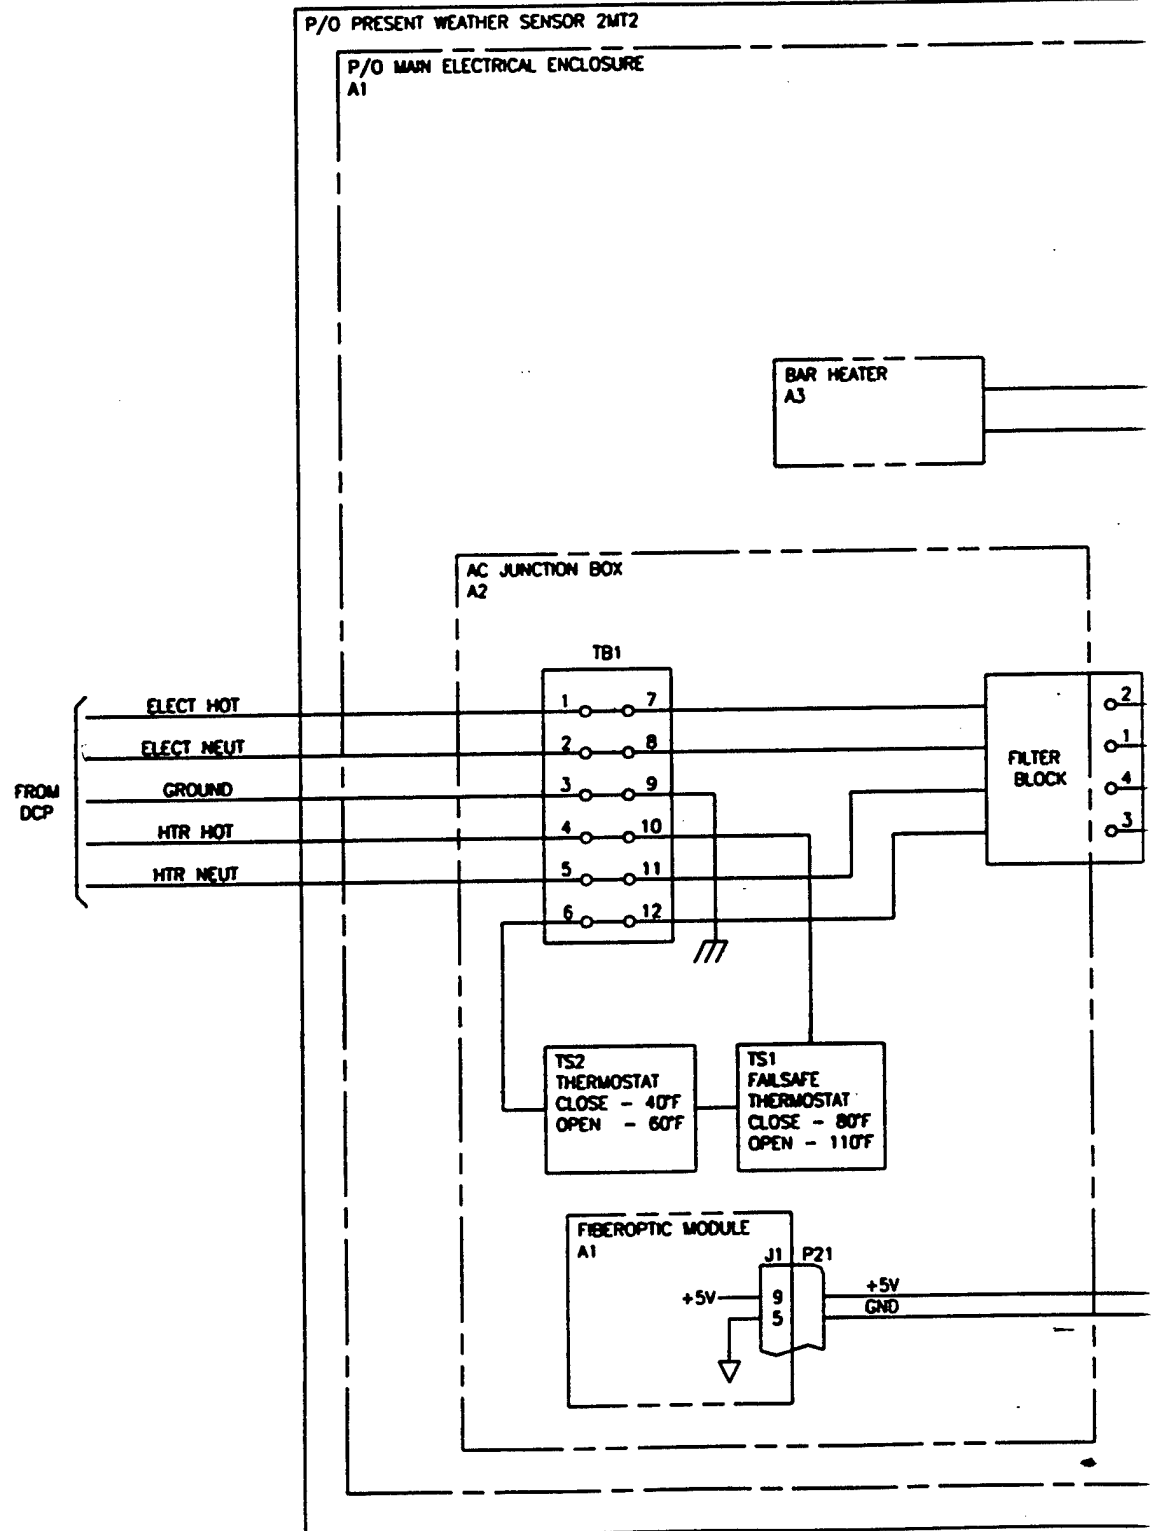 P/O PRESENT WEATHER SENSOR 2MT2
P/O MAIN ELECTRICAL ENCLOSURE
A1
BAR HEATER
A3
AC JUNCTION BOX
A2
TB1
ELECT HOT
1
7
2
ELECT NEUT
2
8
1
FROM
DCP
GROUND
3
9
FILTER
BLOCK
4
HTR HOT
4
10
3
HTR NEUT
5
11
6
12
TS2
THERMOSTAT
CLOSE - 40°F
OPEN - 60°F
TS1
FAILSAFE
THERMOSTAT
CLOSE - 80°F
OPEN - 110°F
FIBEROPTIC MODULE
A1
J1
P21
+5V
9
+5V
5
GND